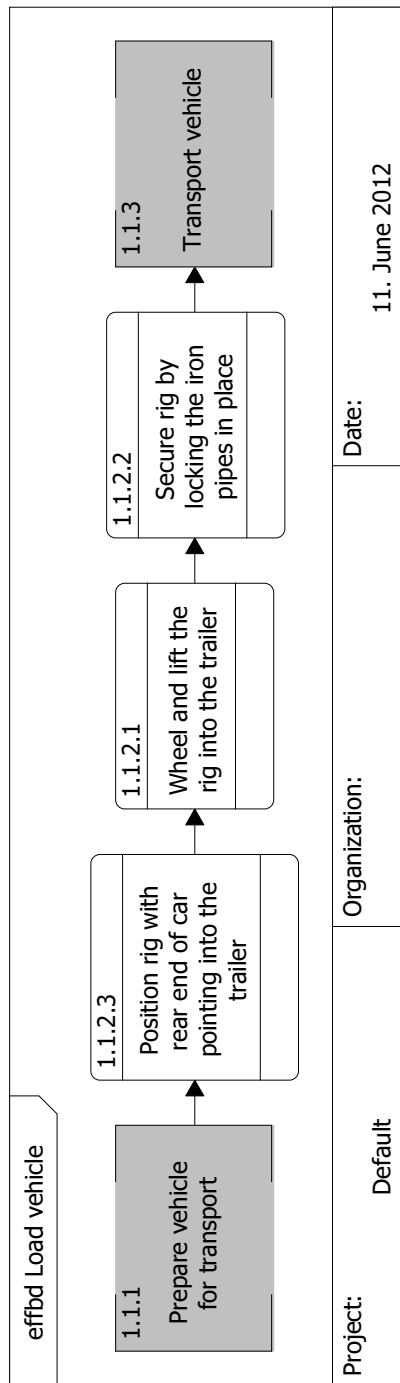 effbd Load vehicle
1.1.1
Prepare vehicle
for transport
1.1.2.3
Position rig with
rear end of car
pointing into the
trailer
1.1.2.1
Wheel and lift the
rig into the trailer
1.1.2.2
Secure rig by
locking the iron
pipes in place
1.1.3
Transport vehicle
Project:
Default
Organization:
Date:
11. June 2012